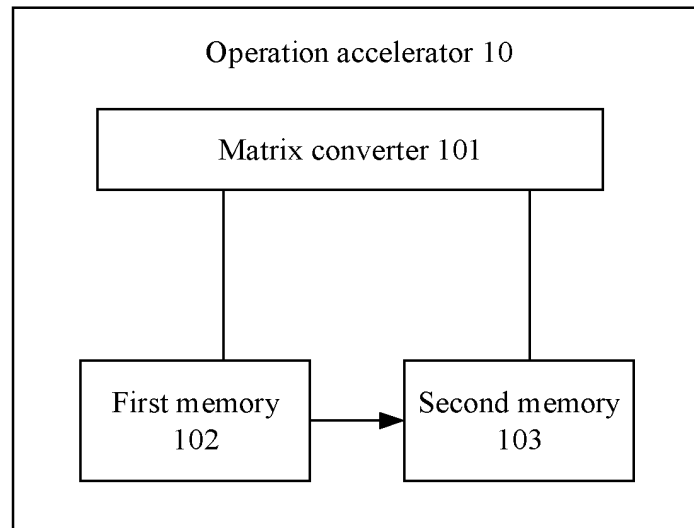 Operation accelerator 10
Matrix converter 101
First memory
102
Second memory
103